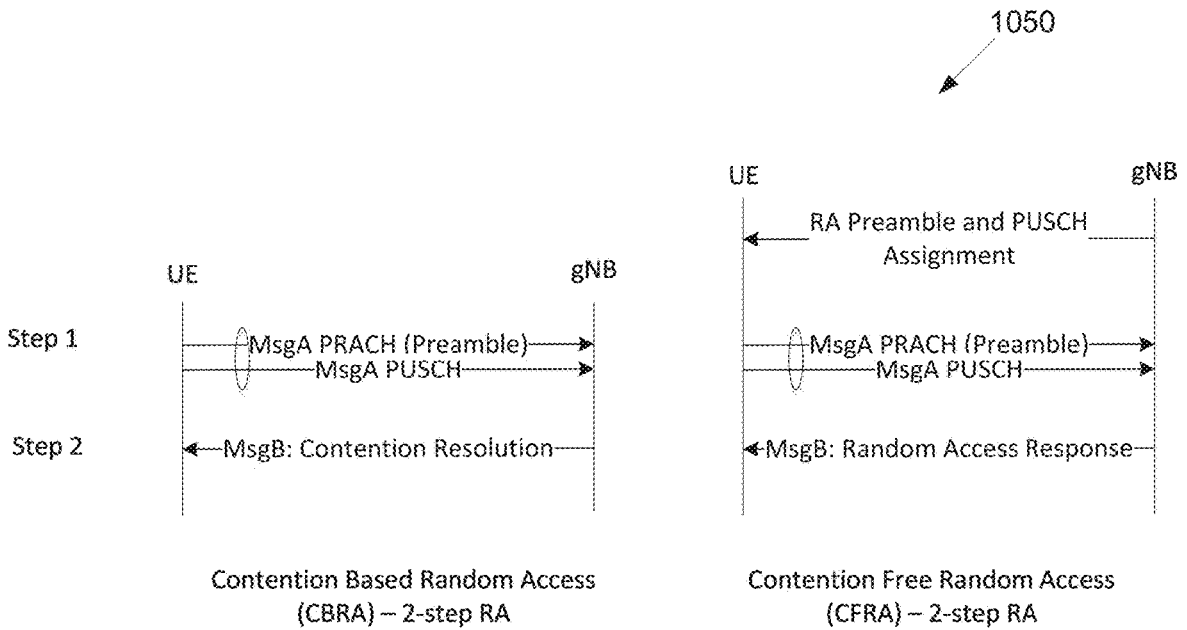 1050
UE
gNB
RA Preamble and PUSCH
Assignment
UE
gNB
Step 1
MsgA PRACH (Preamble)
MsgA PUSCH
MsgA PRACH (Preamble)
MsgA PUSCH
Step 2
MsgB: Contention Resolution
MsgB: Random Access Response
Contention Based Random Access
(CBRA) – 2-step RA
Contention Free Random Access
(CFRA) – 2-step RA